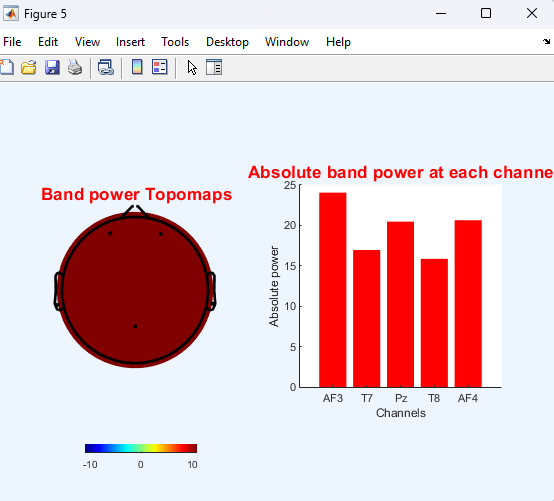 Figure 5
File Edit View Insert Tools Desktop Window Help
Band power Topomaps
-10 0 10
Absolute band power at each channe
Absolute power
25
20
15
10
5
0
AF3 T7 Pz T8 AF4
Channels